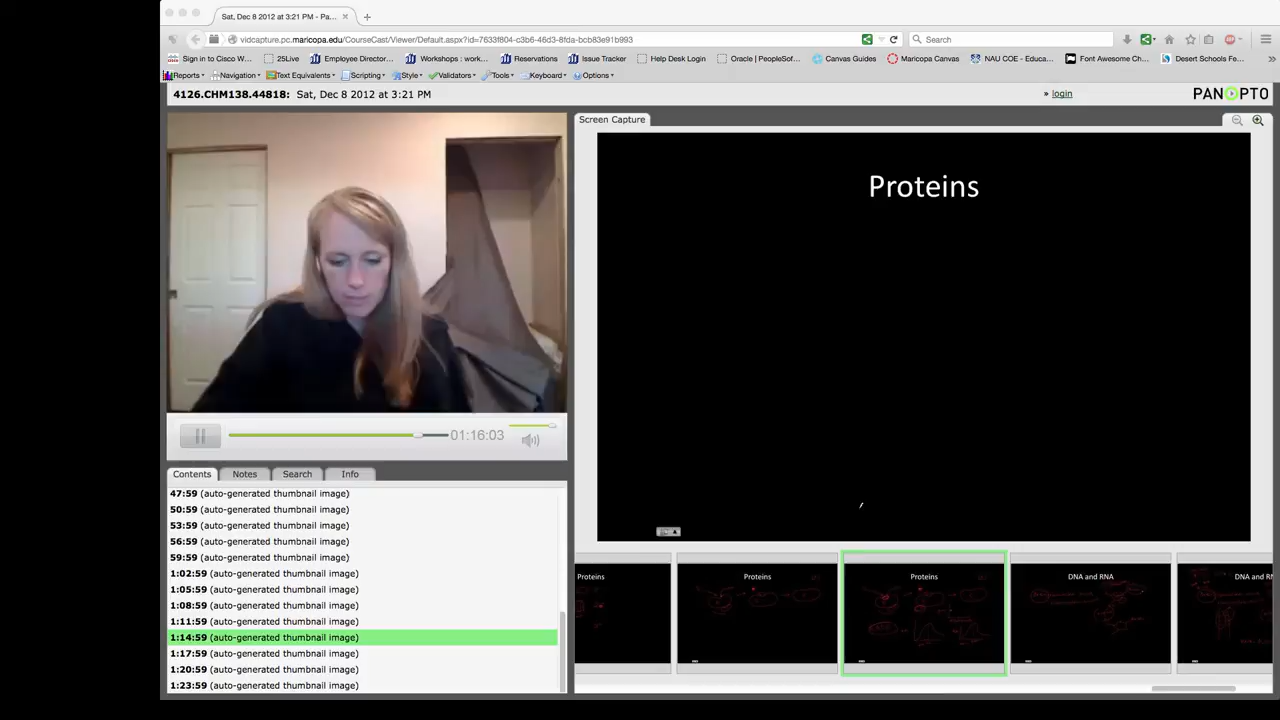 Sat, Dec 8 2012 at 3:21 PM - Pa...
vidcapture.pc.maricopa.edu/CourseCast/Viewer/Default.aspx?id=7633f804-c3b6-46d3-8fda-bcb83e91b993
Search
Sign in to Cisco W... 25Live Employee Director... Workshops : work... Reservations Issue Tracker Help Desk Login Oracle | PeopleSof... Canvas Guides Maricopa Canvas NAU COE - Educa... Font Awesome Che... Desert Schools Fe...
Reports Navigation Text Equivalents Scripting Style Validators Tools Keyboard Options
4126.CHM138.44818: Sat, Dec 8 2012 at 3:21 PM
» login
PANOPTO
Screen Capture
Proteins
01:16:03
Contents Notes Search Info
47:59 (auto-generated thumbnail image)
50:59 (auto-generated thumbnail image)
53:59 (auto-generated thumbnail image)
56:59 (auto-generated thumbnail image)
59:59 (auto-generated thumbnail image)
1:02:59 (auto-generated thumbnail image)
1:05:59 (auto-generated thumbnail image)
1:08:59 (auto-generated thumbnail image)
1:11:59 (auto-generated thumbnail image)
1:14:59 (auto-generated thumbnail image)
1:17:59 (auto-generated thumbnail image)
1:20:59 (auto-generated thumbnail image)
1:23:59 (auto-generated thumbnail image)
Proteins Proteins Proteins DNA and RNA DNA and RN